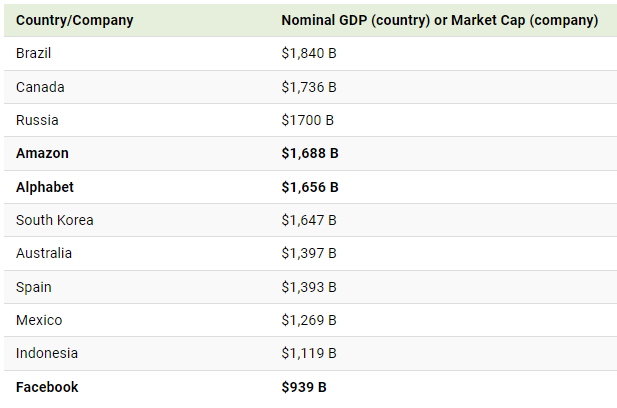 Country/Company Nominal GDP (country) or Market Cap (company)
Brazil $1,840 B
Canada $1,736 B
Russia $1700 B
Amazon $1,688 B
Alphabet $1,656 B
South Korea $1,647 B
Australia $1,397 B
Spain $1,393 B
Mexico $1,269 B
Indonesia $1,119 B
Facebook $939 B